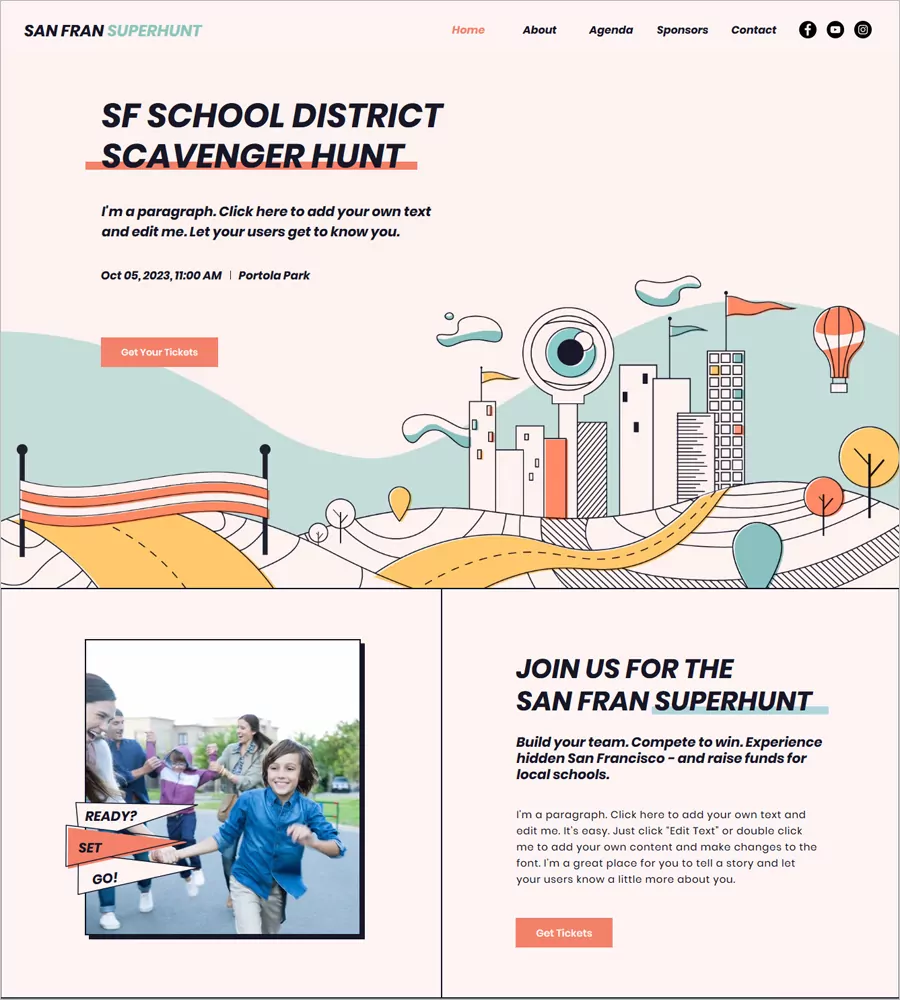 SAN FRAN SUPERHUNT
Home About Agenda Sponsors Contact
SF SCHOOL DISTRICT
SCAVENGER HUNT
I'm a paragraph. Click here to add your own text
and edit me. Let your users get to know you.
Oct 05, 2023, 11:00 AM | Portola Park
Get Your Tickets
READY?
SET
GO!
JOIN US FOR THE
SAN FRAN SUPERHUNT
Build your team. Compete to win. Experience
hidden San Francisco - and raise funds for
local schools.
I'm a paragraph. Click here to add your own text and
edit me. It's easy. Just click "Edit Text" or double click
me to add your own content and make changes to the
font. I'm a great place for you to tell a story and let
your users know a little more about you.
Get Tickets